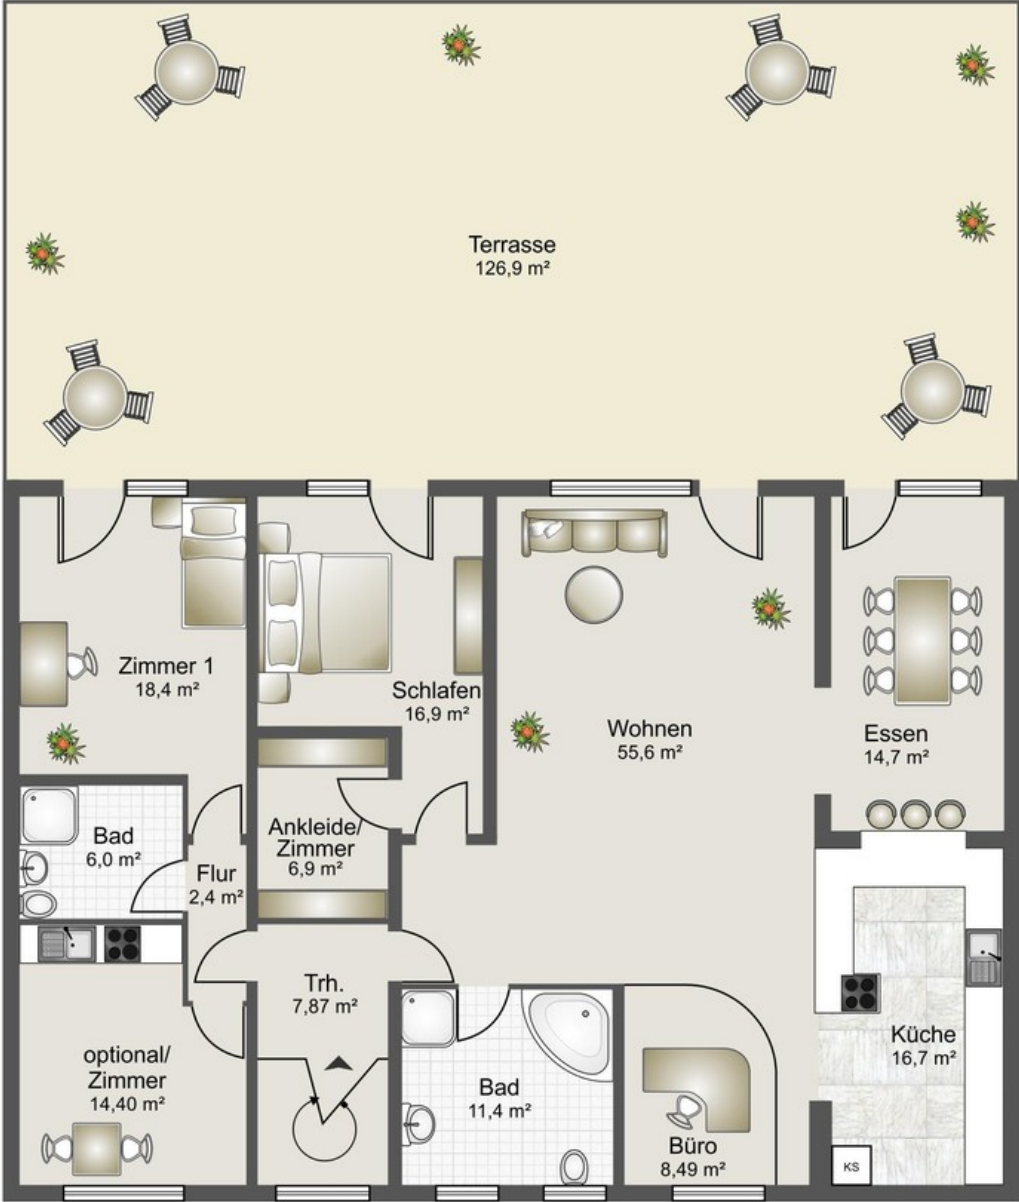 Terrasse
126,9 m²
Zimmer 1
18,4 m²
Schlafen
16,9 m²
Wohnen
55,6 m²
Essen
14,7 m²
Bad
6,0 m²
Flur
2,4 m²
Ankleide/
Zimmer
6,9 m²
Trh.
7,87 m²
optional/
Zimmer
14,40 m²
Bad
11,4 m²
Büro
8,49 m²
Küche
16,7 m²
KS